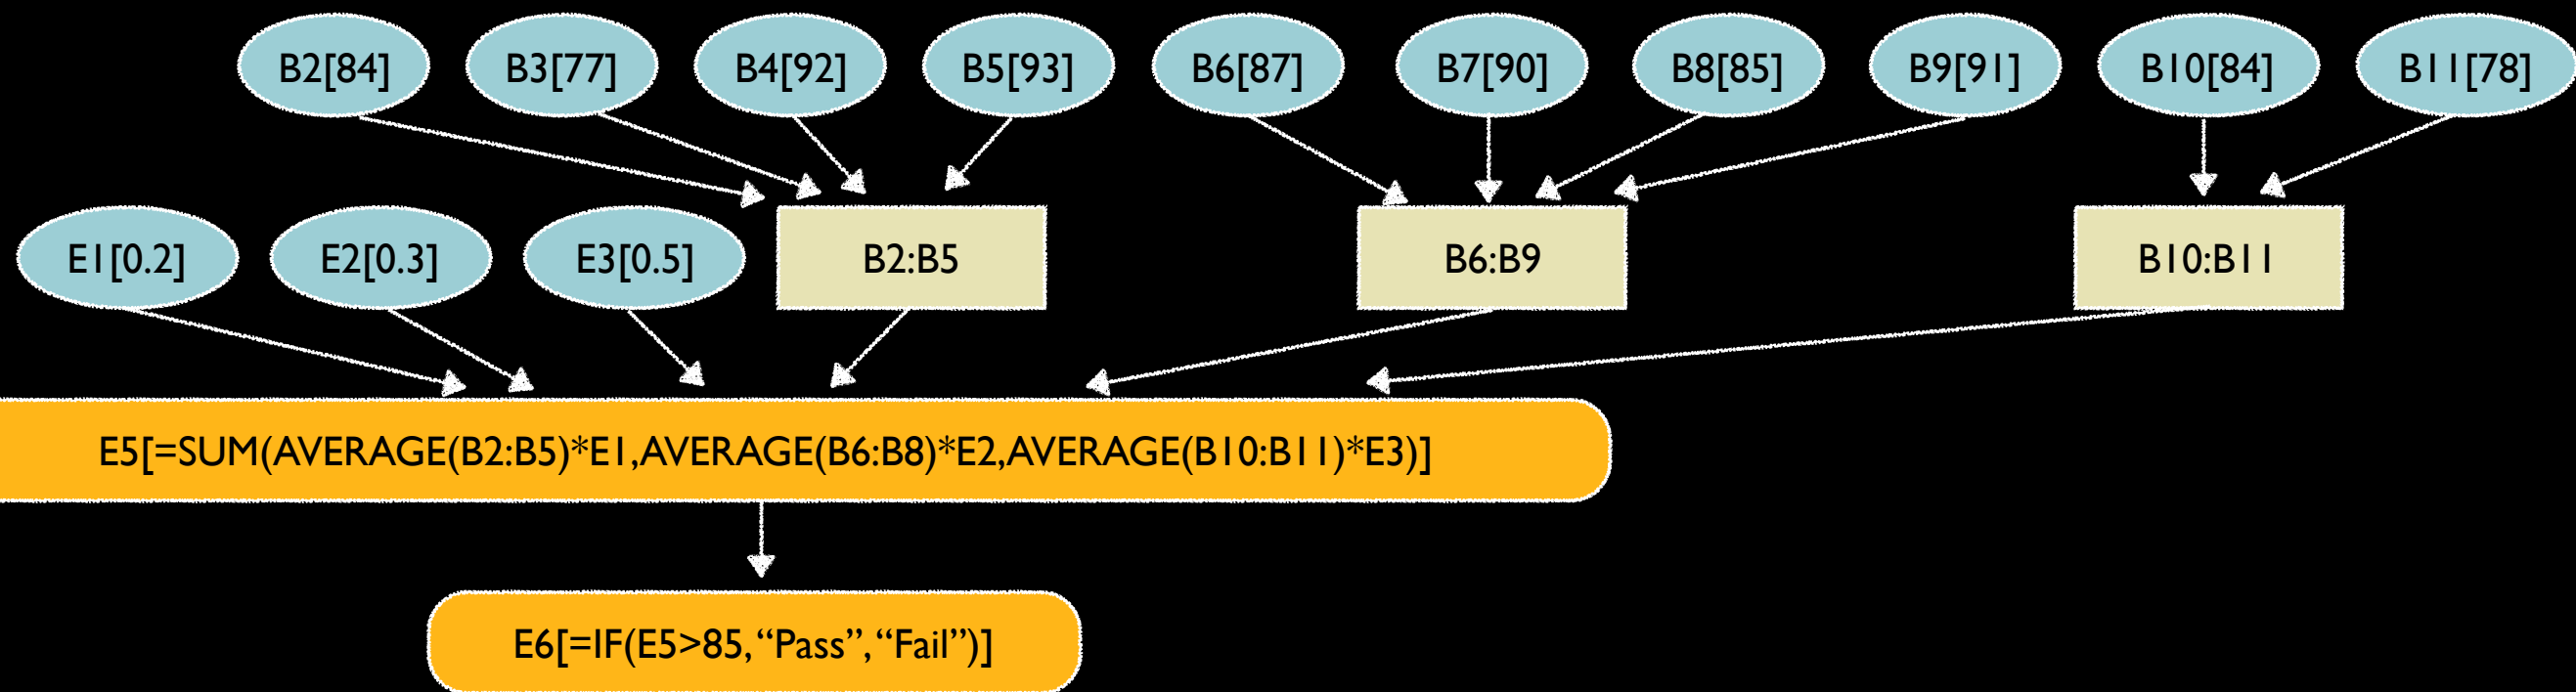 B2[84]
B3[77]
B4[92]
B5[93]
B6[87]
B7[90]
B8[85]
B9[91]
B10[84]
B11[78]
E1[0.2]
E2[0.3]
E3[0.5]
B2:B5
B6:B9
B10:B11
E5[=SUM(AVERAGE(B2:B5)*E1,AVERAGE(B6:B8)*E2,AVERAGE(B10:B11)*E3)]
E6[=IF(E5>85,“Pass”,“Fail”)]